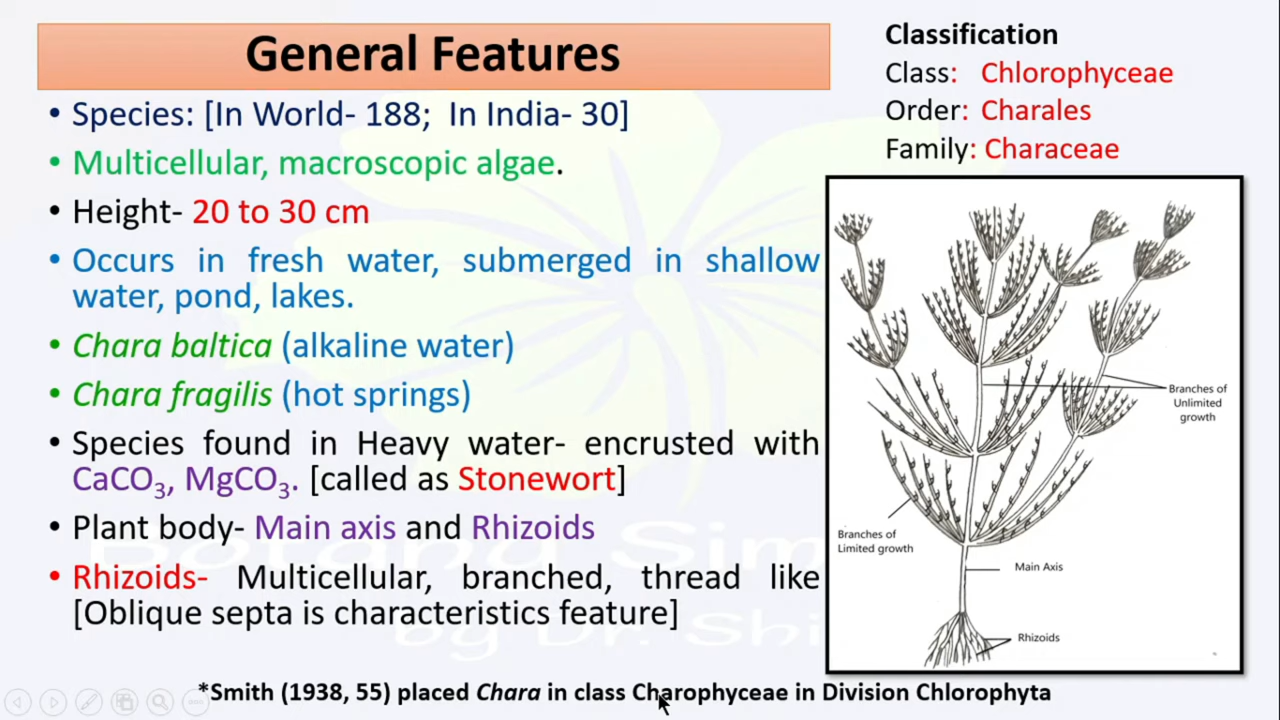 General Features
• Species: [In World- 188; In India- 30]
• Multicellular, macroscopic algae.
• Height- 20 to 30 cm
• Occurs in fresh water, submerged in shallow
water, pond, lakes.
• Chara baltica (alkaline water)
• Chara fragilis (hot springs)
• Species found in Heavy water- encrusted with
CaCO₃, MgCO₃. [called as Stonewort]
• Plant body- Main axis and Rhizoids
• Rhizoids- Multicellular, branched, thread like
[Oblique septa is characteristics feature]
Classification
Class: Chlorophyceae
Order: Charales
Family: Characeae
Branches of
Unlimited
growth
Branches of
Limited growth
Main Axis
Rhizoids
*Smith (1938, 55) placed Chara in class Charophyceae in Division Chlorophyta